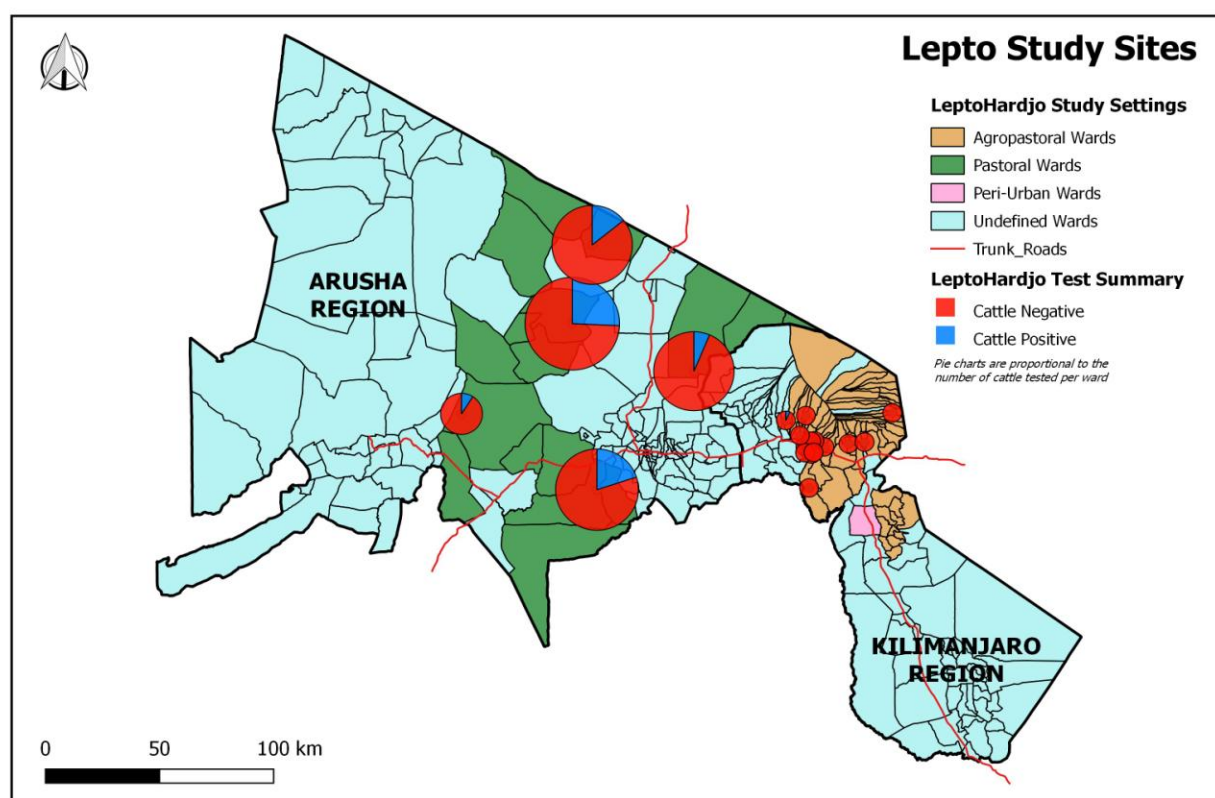 Lepto Study Sites
LeptoHardjo Study Settings
Agropastoral Wards
Pastoral Wards
Peri-Urban Wards
Undefined Wards
Trunk_Roads
LeptoHardjo Test Summary
Cattle Negative
Cattle Positive
Pie charts are proportional to the
number of cattle tested per ward
ARUSHA
REGION
KILIMANJARO
REGION
0 50 100 km